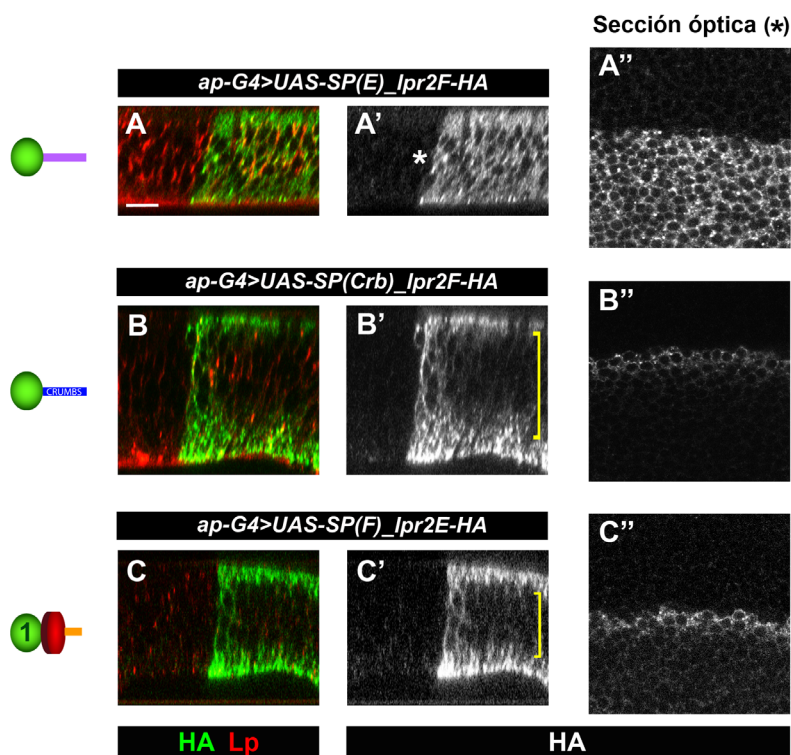 Sección óptica (*)
ap-G4>UAS-SP(E)_lpr2F-HA
A
A'
*
A''
ap-G4>UAS-SP(Crb)_lpr2F-HA
B
B'
B''
CRUMBS
ap-G4>UAS-SP(F)_lpr2E-HA
C
C'
C''
1
HA Lp
HA